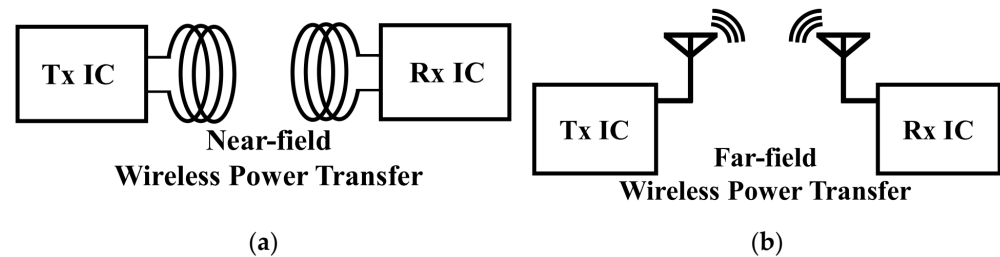 Tx IC
Rx IC
Near-field
Wireless Power Transfer
(a)
Tx IC
Rx IC
Far-field
Wireless Power Transfer
(b)